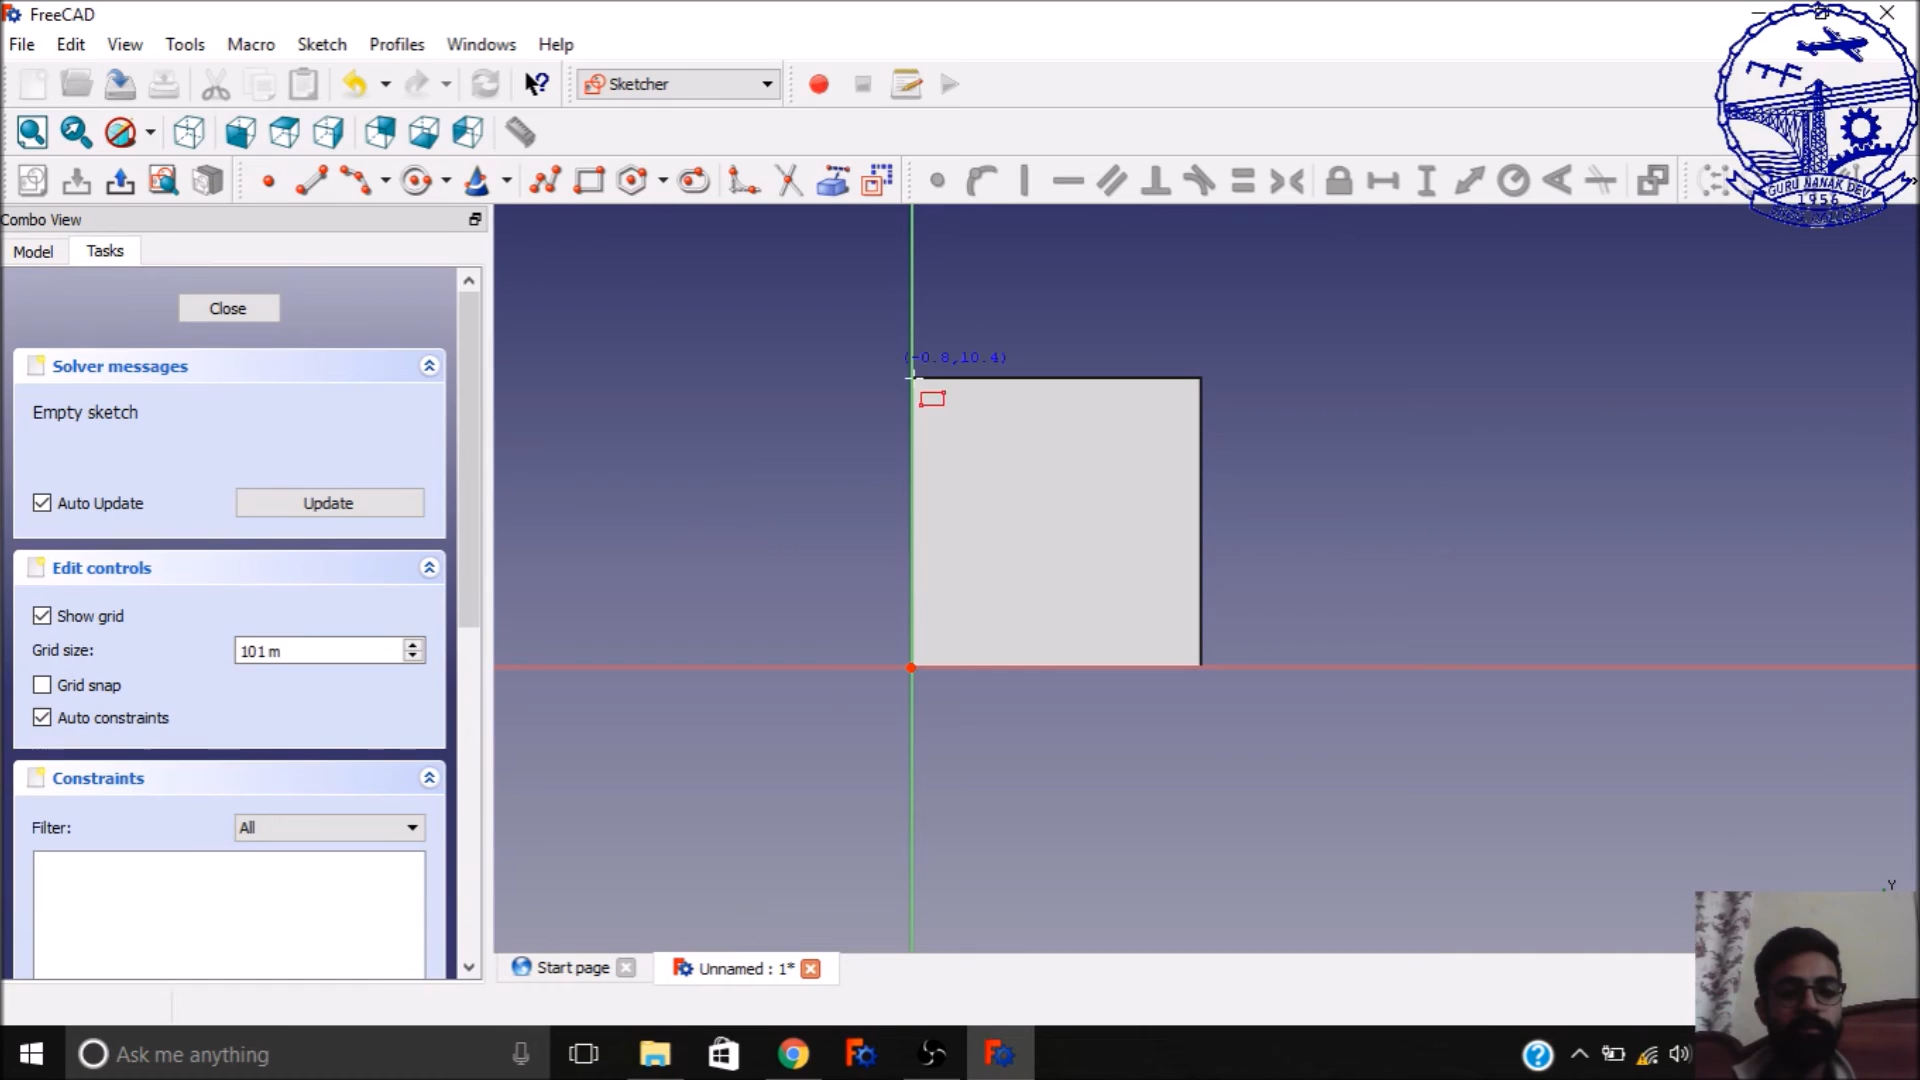 FreeCAD
File Edit View Tools Macro Sketch Profiles Windows Help
Sketcher
GURU NANAK DEV
1956
Combo View
Model Tasks
Close
Solver messages
Empty sketch
Auto Update Update
Edit controls
Show grid
Grid size: 101 m
Grid snap
Auto constraints
Constraints
Filter: All
(-0.8,10.4)
Y
Start page Unnamed : 1*
Ask me anything